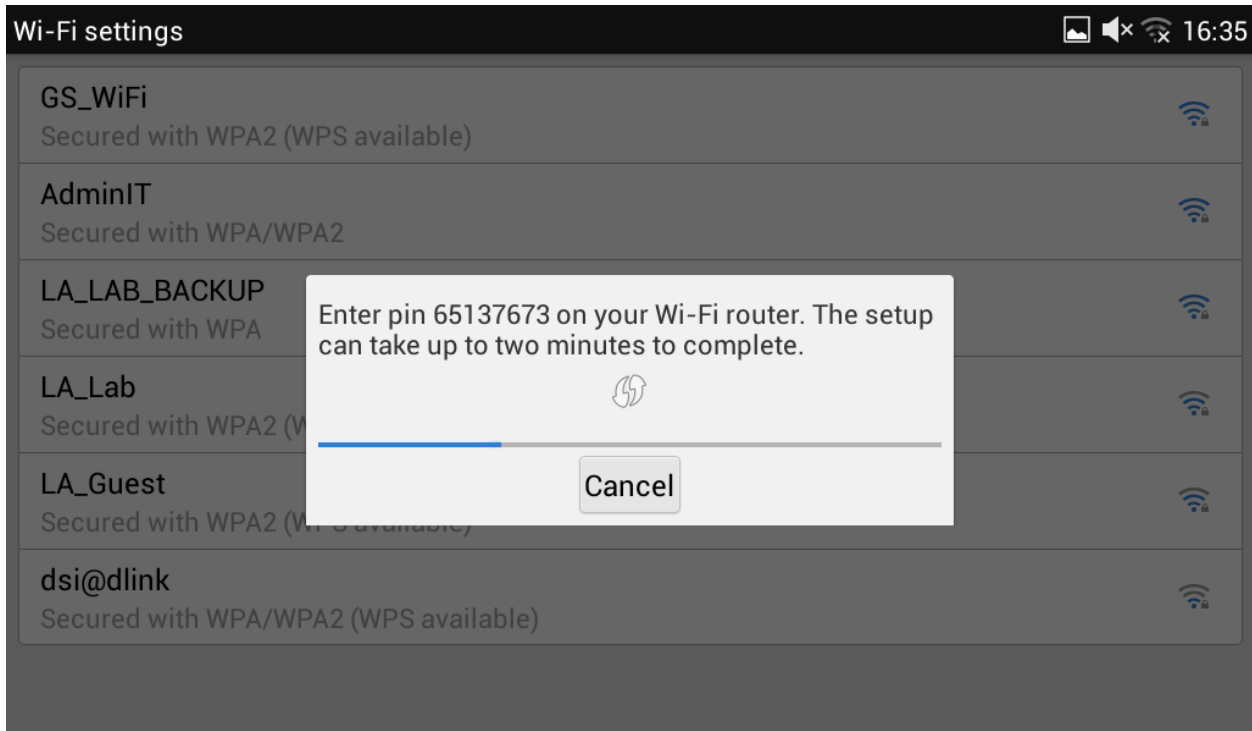 Wi-Fi settings 16:35
GS_WiFi
Secured with WPA2 (WPS available)
AdminIT
Secured with WPA/WPA2
LA_LAB_BACKUP
Secured with WPA
Enter pin 65137673 on your Wi-Fi router. The setup
can take up to two minutes to complete.
LA_Lab
Secured with WPA2
Cancel
LA_Guest
Secured with WPA2
dsi@dlink
Secured with WPA/WPA2 (WPS available)